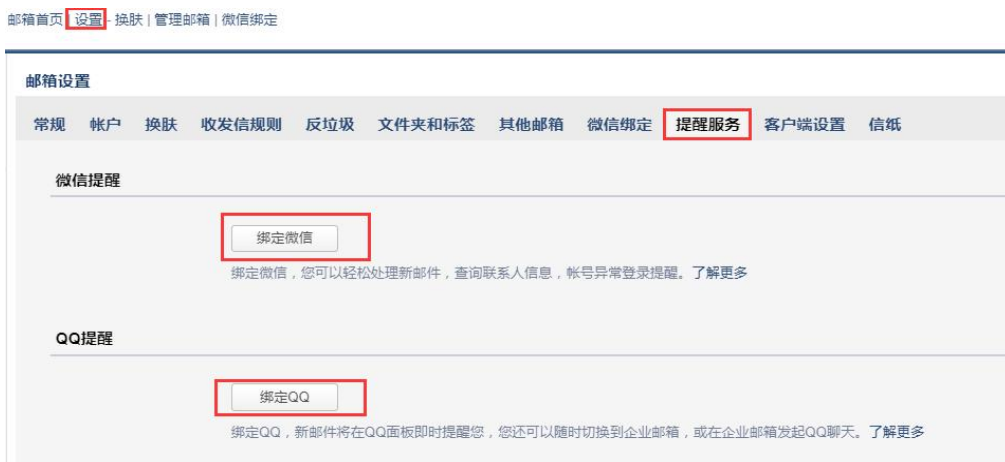 邮箱首页 | 设置 - 换肤 | 管理邮箱 | 微信绑定
邮箱设置
常规 帐户 换肤 收发信规则 反垃圾 文件夹和标签 其他邮箱 微信绑定 提醒服务 客户端设置 信纸
微信提醒
绑定微信
绑定微信，您可以轻松处理新邮件，查询联系人信息，帐号异常登录提醒。了解更多
QQ提醒
绑定QQ
绑定QQ，新邮件将在QQ面板即时提醒您，您还可以随时切换到企业邮箱，或在企业邮箱发起QQ聊天。了解更多